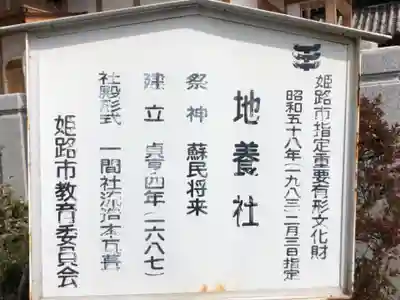 姫路市指定重要有形文化財
昭和五十八年(一九八三)二月三日指定
地養社
祭神 蘇民将来
建立 貞享四年(一六八七)
社殿形式 一間社流造本瓦葺
姫路市教育委員会